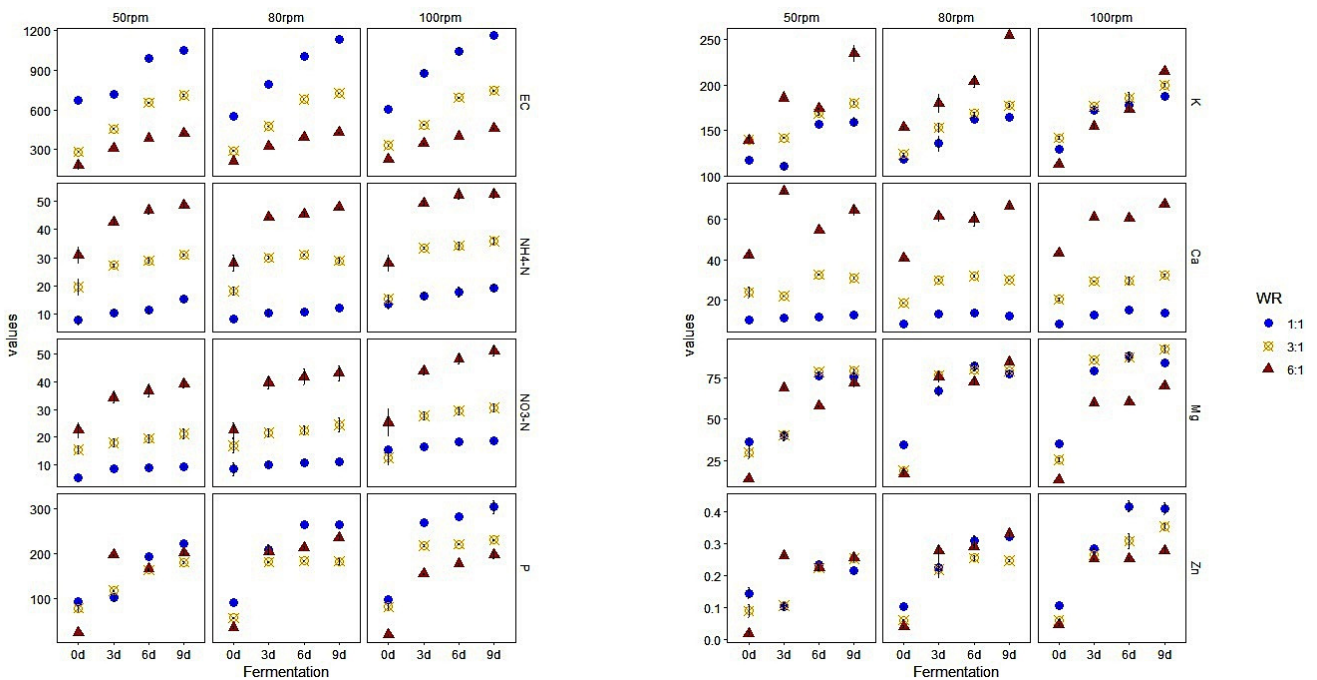 50rpm 80rpm 100rpm
1200
900
600
300
EC
50
40
30
20
10
NH4-N
values
50
40
30
20
10
N03-N
300
200
100
P
0d 3d 6d 9d 0d 3d 6d 9d 0d 3d 6d 9d
Fermentation
50rpm 80rpm 100rpm
250
200
150
100
K
60
40
20
Ca
values
75
50
25
Mg
0.4
0.3
0.2
0.1
0.0
Zn
0d 3d 6d 9d 0d 3d 6d 9d 0d 3d 6d 9d
Fermentation
WR
1:1
3:1
6:1